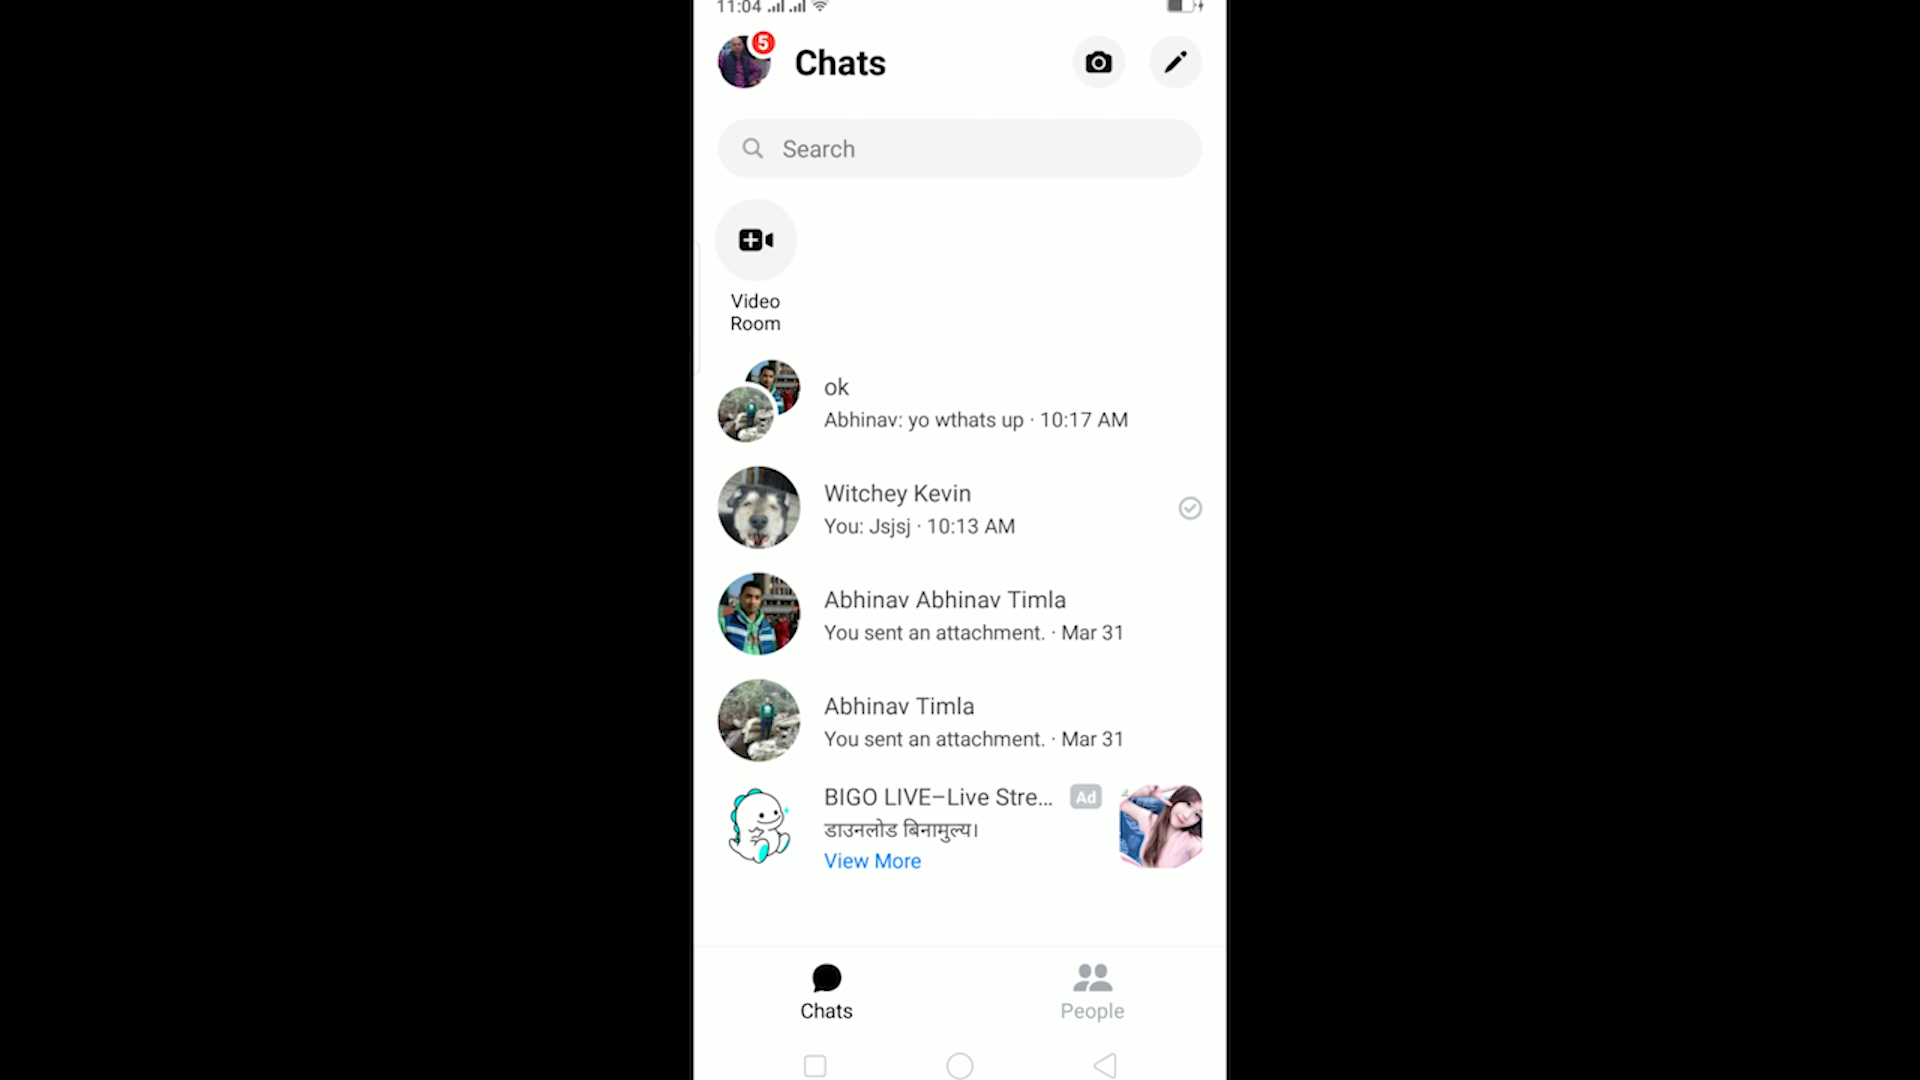 11:04
5
Chats
Search
Video
Room
ok
Abhinav: yo wthats up · 10:17 AM
Witchey Kevin
You: Jsjsj · 10:13 AM
Abhinav Abhinav Timla
You sent an attachment. · Mar 31
Abhinav Timla
You sent an attachment. · Mar 31
BIGO LIVE–Live Stre... Ad
डाउनलोड बिनामुल्य।
View More
Chats
People